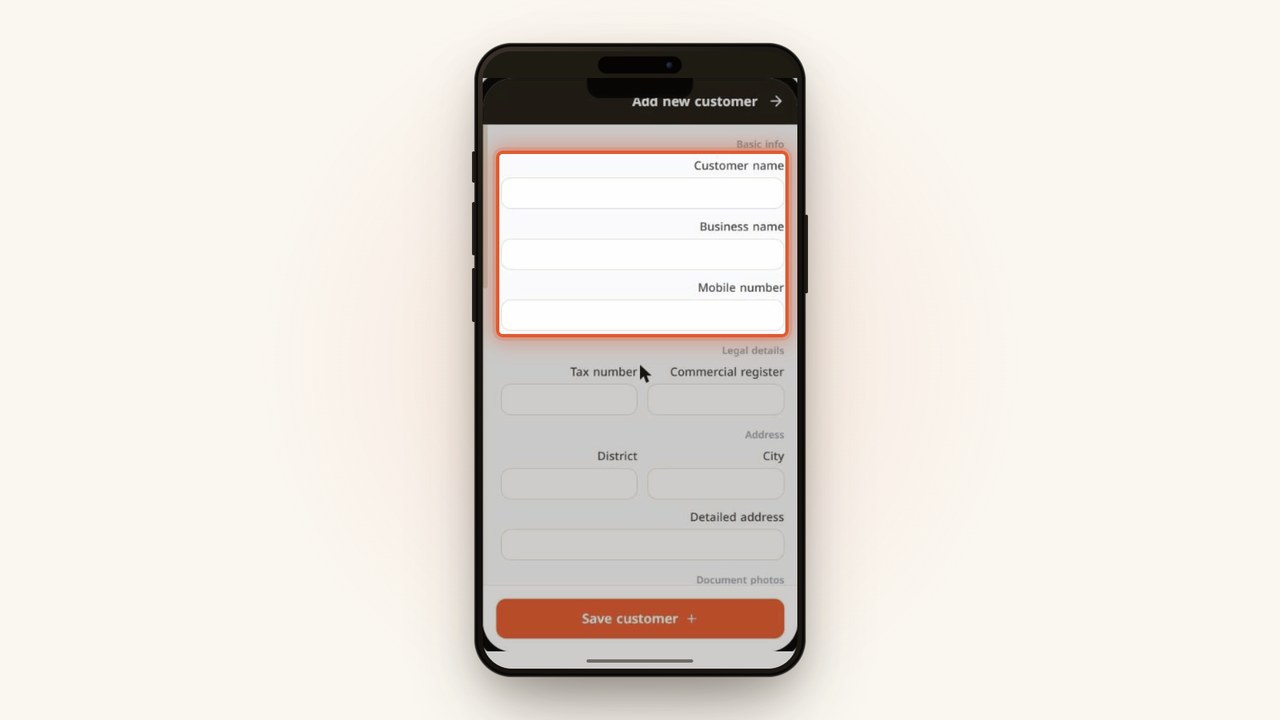 Add new customer →
Basic info
Customer name
Business name
Mobile number
Legal details
Commercial register
Tax number
Address
City
District
Detailed address
Document photos
Save customer +